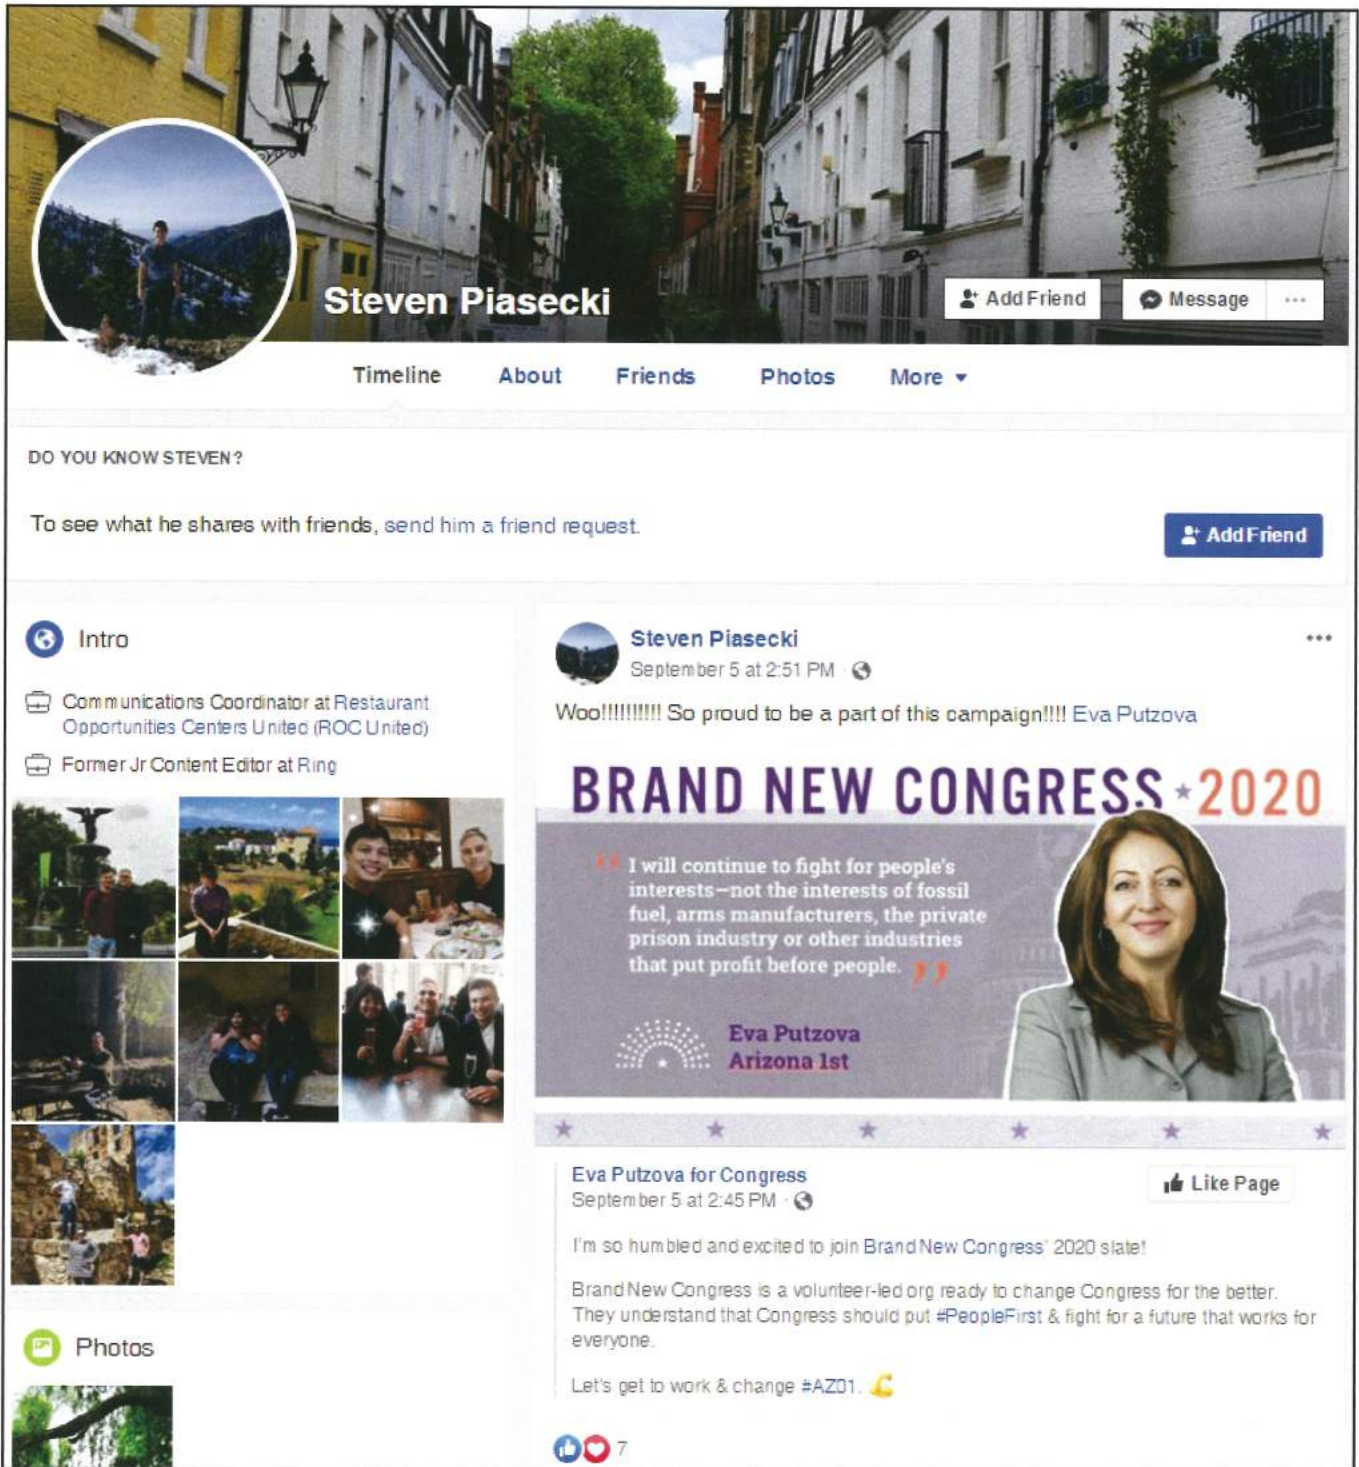 Steven Piasecki
Add Friend
Message
...
Timeline
About
Friends
Photos
More
DO YOU KNOW STEVEN?
To see what he shares with friends, send him a friend request.
Add Friend
Intro
Communications Coordinator at Restaurant
Opportunities Centers United (ROC United)
Former Jr Content Editor at Ring
Photos
Steven Piasecki
...
September 5 at 2:51 PM ·
Woo!!!!!!!!!! So proud to be a part of this campaign!!!! Eva Putzova
BRAND NEW CONGRESS ★ 2020
“ I will continue to fight for people's
interests—not the interests of fossil
fuel, arms manufacturers, the private
prison industry or other industries
that put profit before people. ”
Eva Putzova
Arizona 1st
Eva Putzova for Congress
Like Page
September 5 at 2:45 PM ·
I'm so humbled and excited to join Brand New Congress' 2020 slate!
Brand New Congress is a volunteer-led org ready to change Congress for the better.
They understand that Congress should put #PeopleFirst & fight for a future that works for
everyone.
Let's get to work & change #AZ01. 💪
7